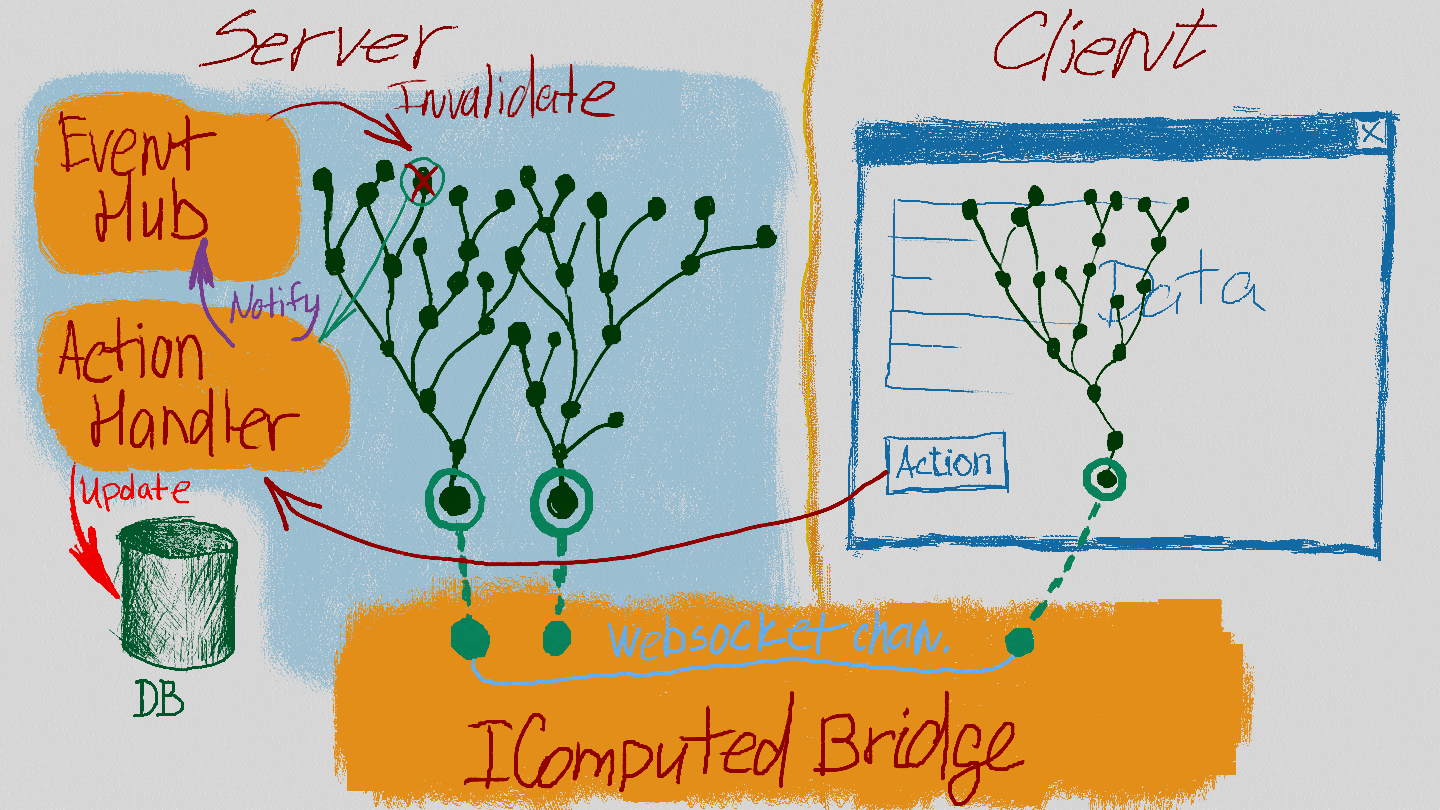 Server
Client
Invalidate
Event
Hub
Notify
Action
Handler
Data
Action
Update
DB
Websocket chan.
IComputed Bridge
X